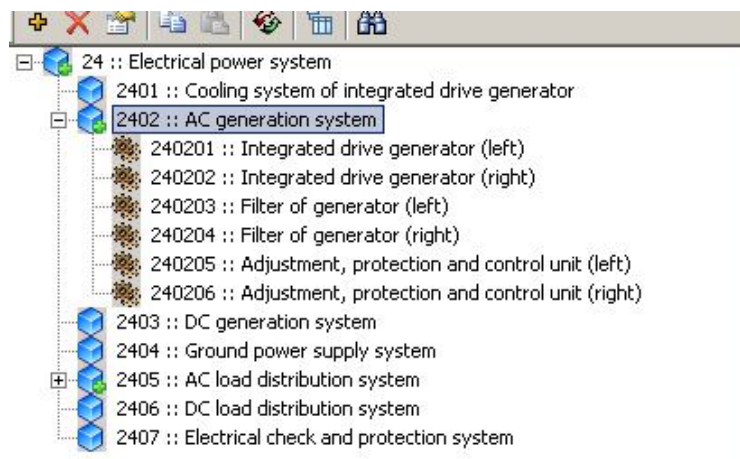 24 :: Electrical power system
2401 :: Cooling system of integrated drive generator
2402 :: AC generation system
240201 :: Integrated drive generator (left)
240202 :: Integrated drive generator (right)
240203 :: Filter of generator (left)
240204 :: Filter of generator (right)
240205 :: Adjustment, protection and control unit (left)
240206 :: Adjustment, protection and control unit (right)
2403 :: DC generation system
2404 :: Ground power supply system
2405 :: AC load distribution system
2406 :: DC load distribution system
2407 :: Electrical check and protection system